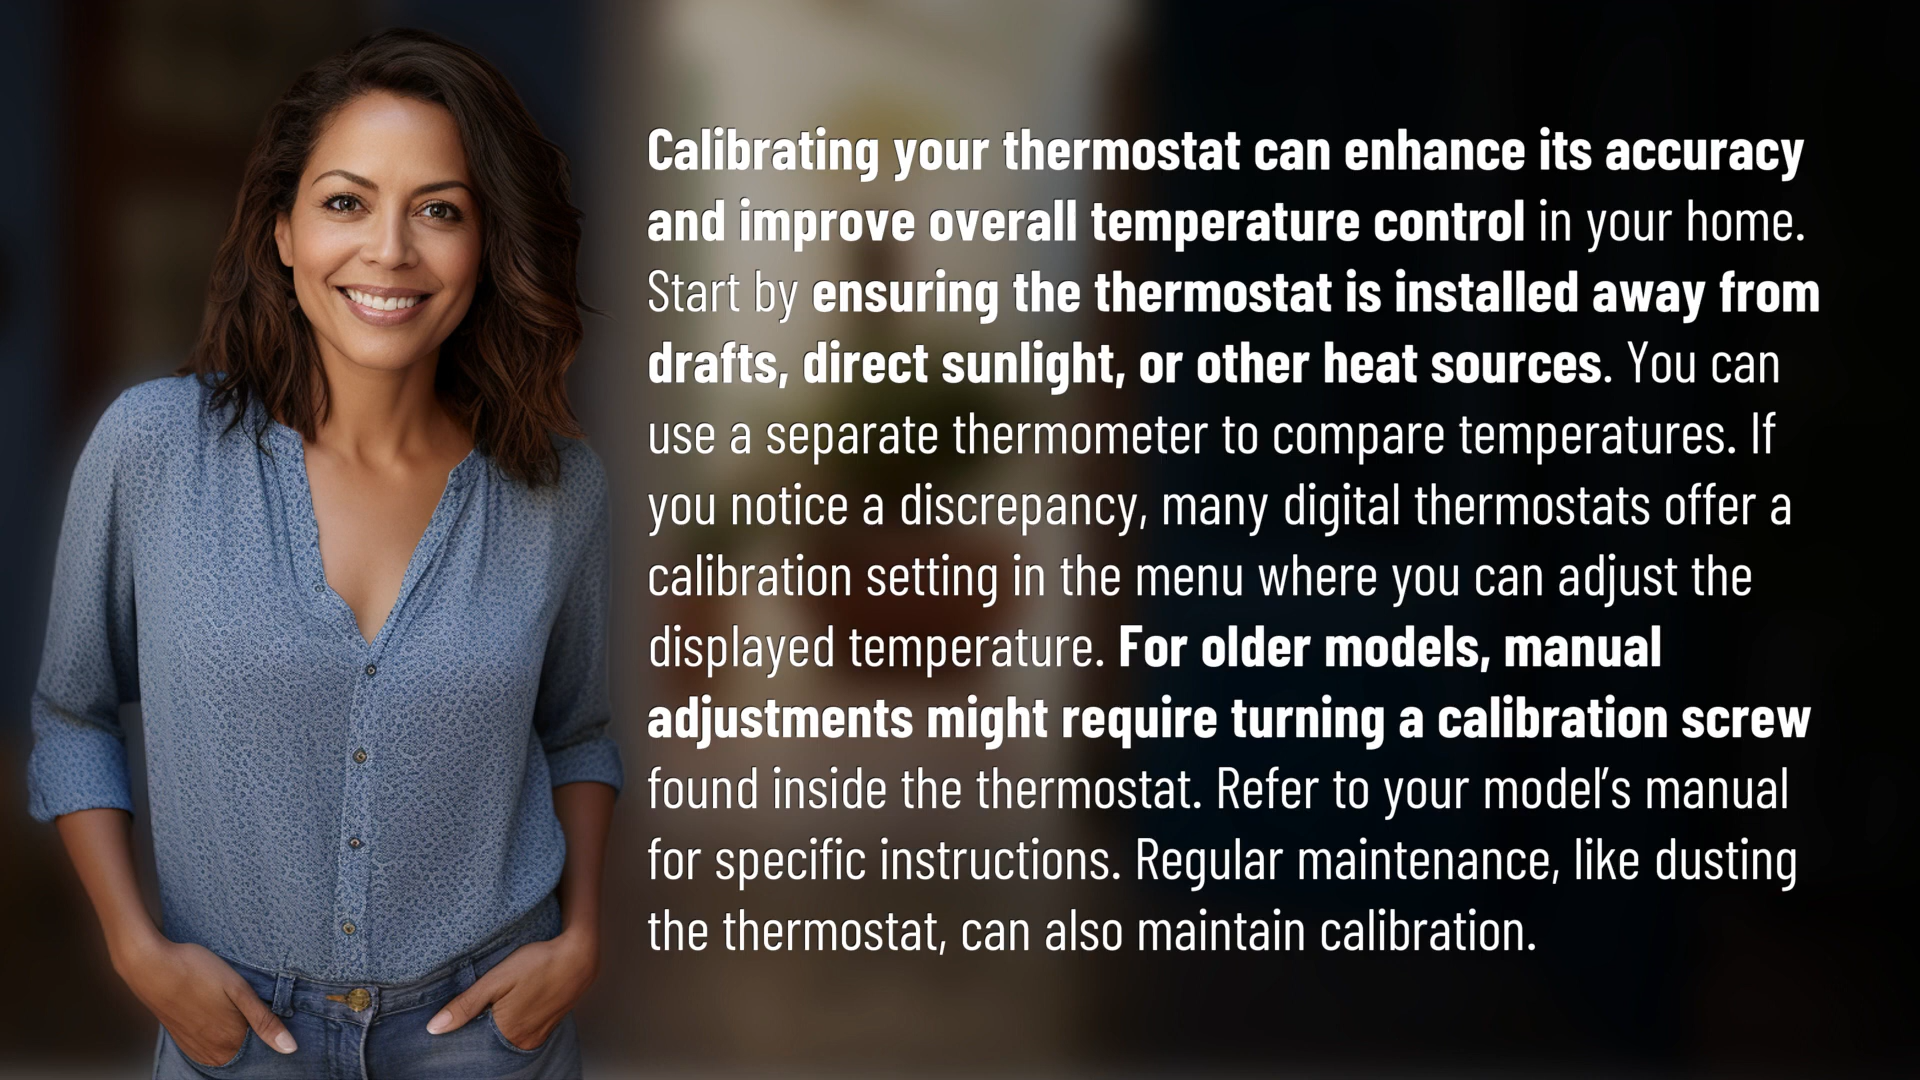 Calibrating your thermostat can enhance its accuracy
and improve overall temperature control in your home.
Start by ensuring the thermostat is installed away from
drafts, direct sunlight, or other heat sources. You can
use a separate thermometer to compare temperatures. If
you notice a discrepancy, many digital thermostats offer a
calibration setting in the menu where you can adjust the
displayed temperature. For older models, manual
adjustments might require turning a calibration screw
found inside the thermostat. Refer to your model's manual
for specific instructions. Regular maintenance, like dusting
the thermostat, can also maintain calibration.